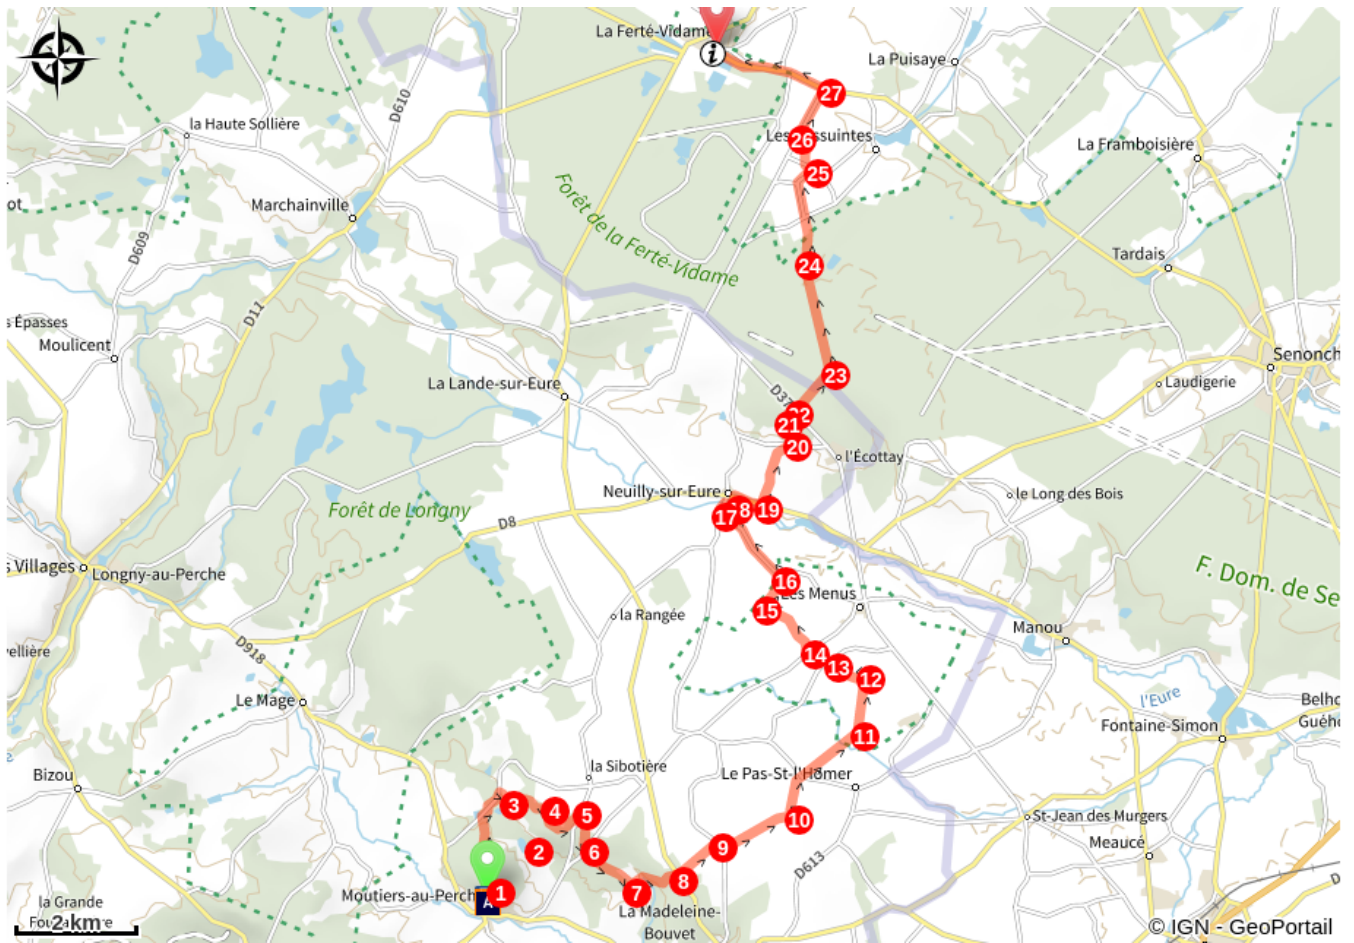 La Ferté-Vidame
i
La Puisaye
27
D610
la Haute Sollière
26
La Framboisière
25
Forêt de la Ferté-Vidame
Marchainville
D609
Tardais
24
D11
Moulicent
Senonch
23
Laudigerie
La Lande-sur-Eure
22
21
20
l'Écottay
Neuilly-sur-Eure
le Long des Bois
Forêt de Longny
D8
17
18
19
Villages
Longny-au-Perche
F. Dom. de Se
16
Les Menus
15
la Rangée
Manou
D918
14
13
12
Le Mage
l'Eure
Belho
Guého
Fontaine-Simon
11
la Sibotière
Le Pas-St-l'Homer
Bizou
3
4
5
10
St-Jean des Murgers
Meaucé
2
6
9
D613
8
7
Moutiers-au-Perche
1
A
la Grande
La Madeleine-
Bouvet
2 km
© IGN - GeoPortail